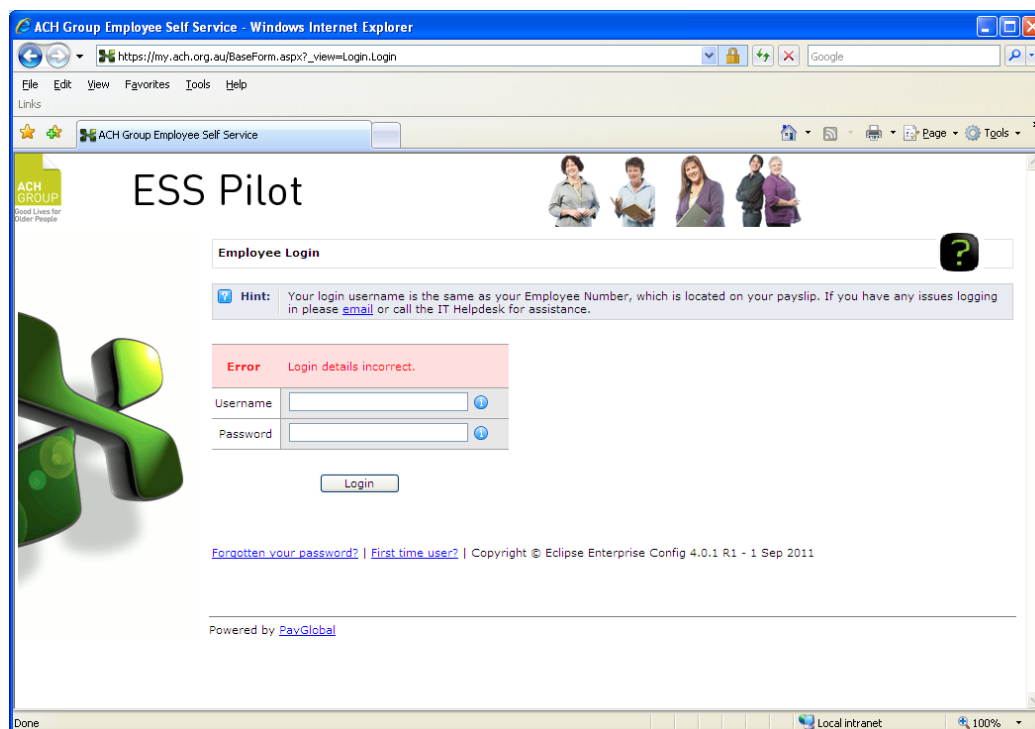 ACH Group Employee Self Service - Windows Internet Explorer
https://my.ach.org.au/BaseForm.aspx?_view=Login.Login
Google
File Edit View Favorites Tools Help
Links
ACH Group Employee Self Service
Page
Tools
ACH
GROUP
Good Lives for
Older People
ESS Pilot
Employee Login
?
? Hint: Your login username is the same as your Employee Number, which is located on your payslip. If you have any issues logging
in please email or call the IT Helpdesk for assistance.
Error Login details incorrect.
Username
Password
Login
Forgotten your password? | First time user? | Copyright © Eclipse Enterprise Config 4.0.1 R1 - 1 Sep 2011
Powered by PayGlobal
Done
Local intranet
100%